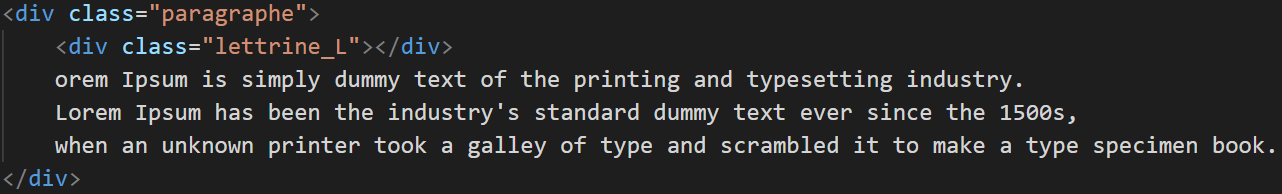 <div class="paragraphe">
    <div class="lettrine_L"></div>
    orem Ipsum is simply dummy text of the printing and typesetting industry.
    Lorem Ipsum has been the industry's standard dummy text ever since the 1500s,
    when an unknown printer took a galley of type and scrambled it to make a type specimen book.
</div>